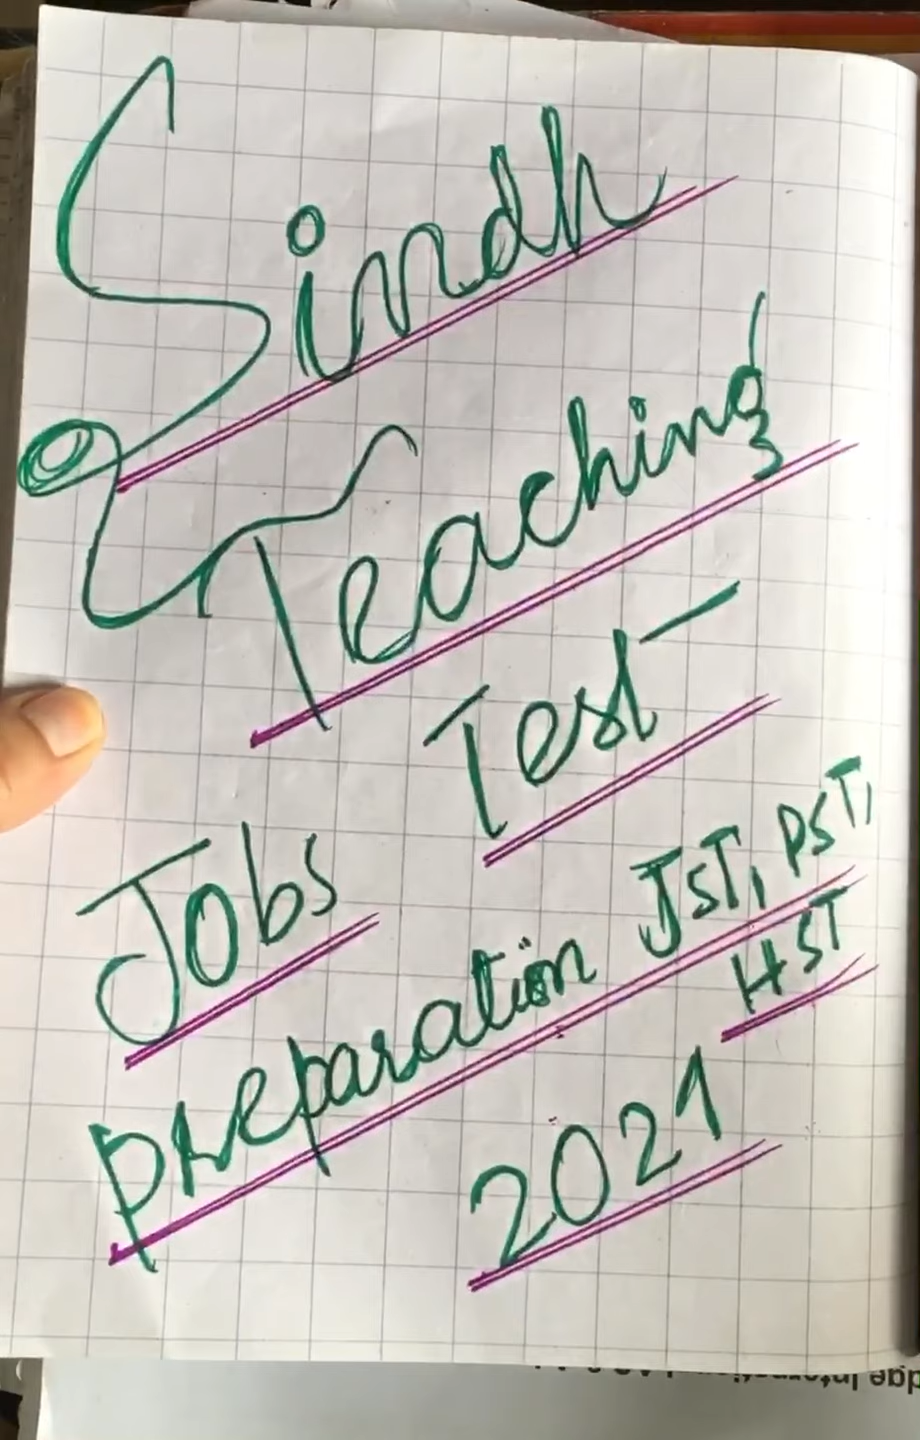 Sindh
Teaching
Test
Jobs
preparation JST, PST,
HST
2021